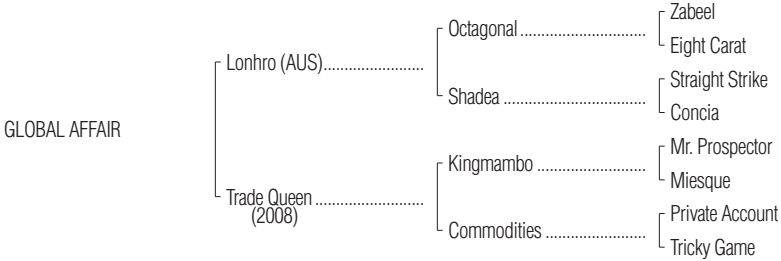 Zabeel
Octagonal ..............................
Eight Carat
Lonhro (AUS)........................
Straight Strike
Shadea ..................................
Concia
GLOBAL AFFAIR
Mr. Prospector
Kingmambo ..........................
Miesque
Trade Queen ..........................
(2008)
Private Account
Commodities ........................
Tricky Game